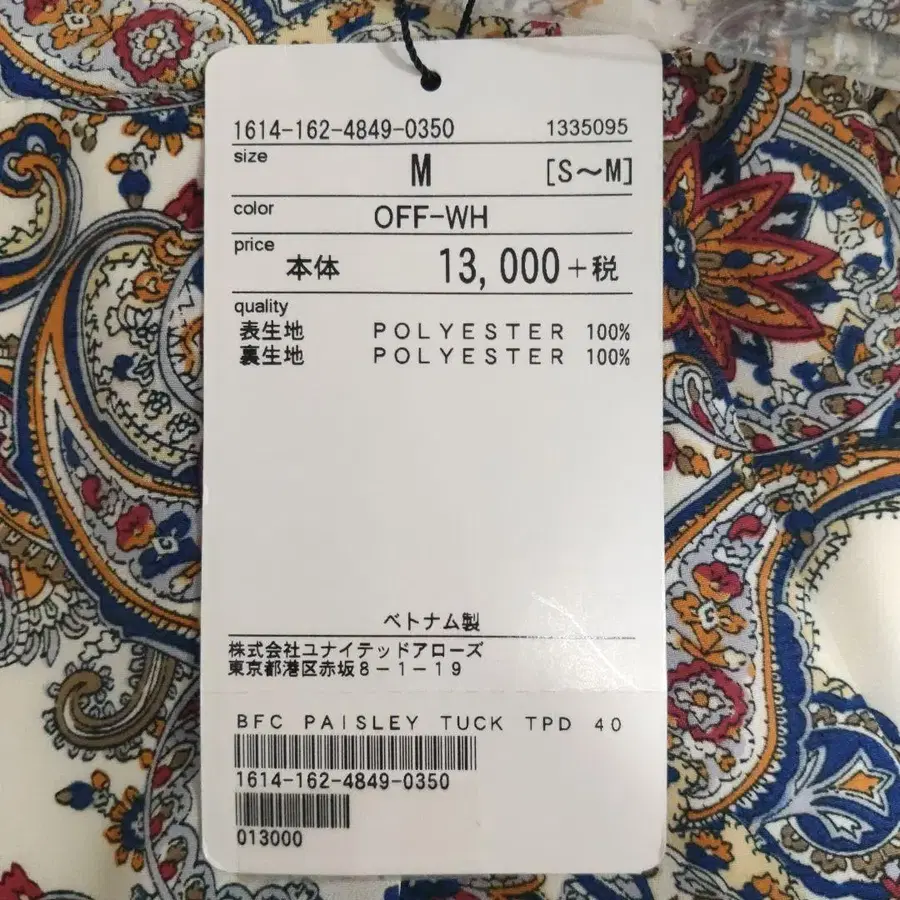 1614-162-4849-0350 1335095
size M [S～M]
color OFF-WH
price 本体 13,000+税
quality
表生地 POLYESTER 100%
裏生地 POLYESTER 100%
ベトナム製
株式会社ユナイテッドアローズ
東京都港区赤坂8－1－19
BFC PAISLEY TUCK TPD 40
1614-162-4849-0350
013000